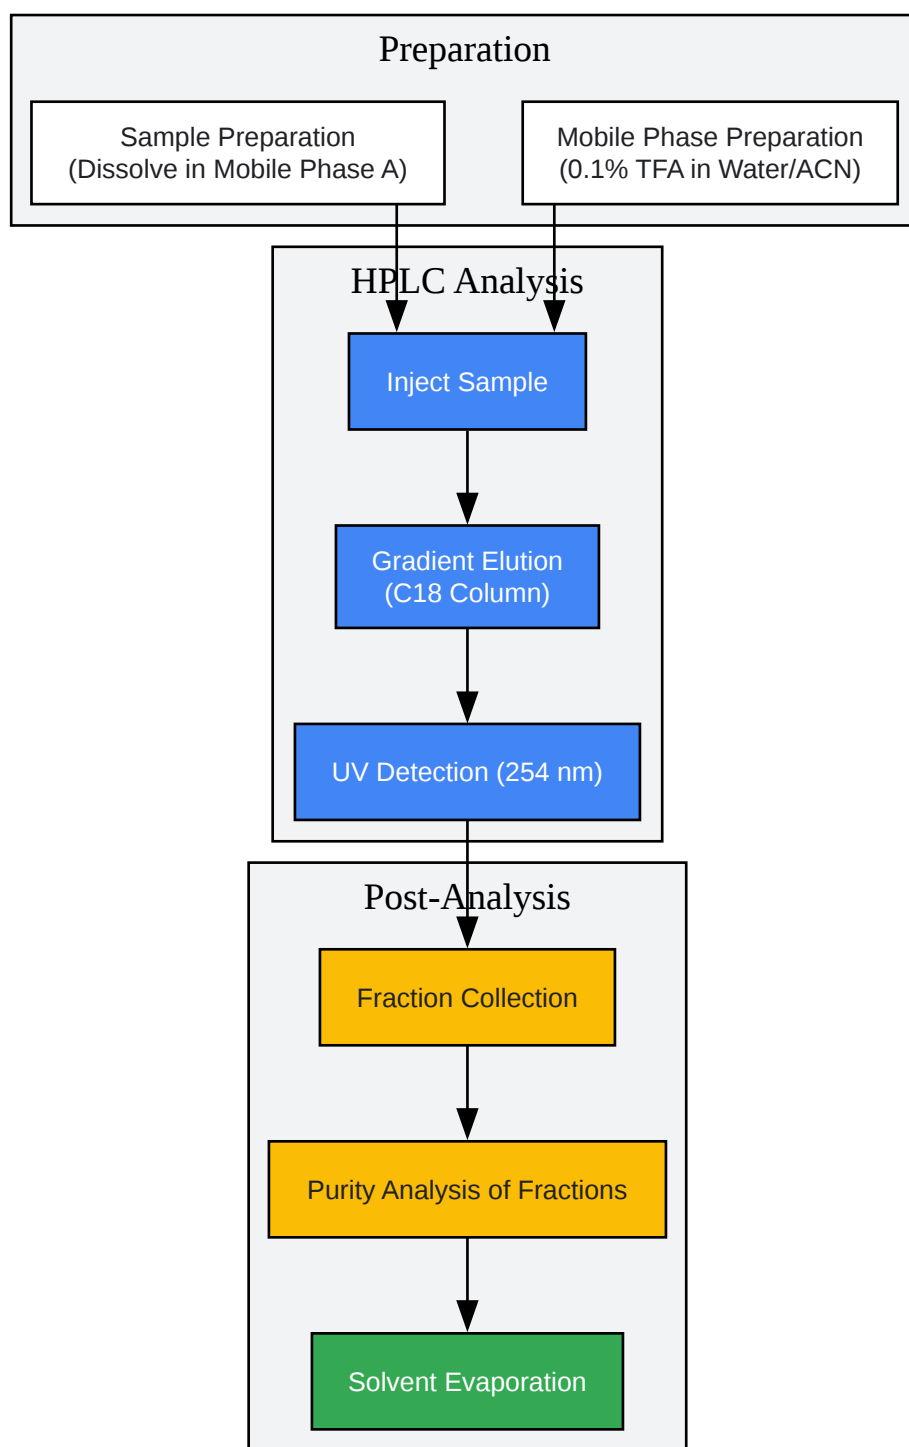 Preparation
Sample Preparation
(Dissolve in Mobile Phase A)
Mobile Phase Preparation
(0.1% TFA in Water/ACN)
HPLC Analysis
Inject Sample
Gradient Elution
(C18 Column)
UV Detection (254 nm)
Post-Analysis
Fraction Collection
Purity Analysis of Fractions
Solvent Evaporation